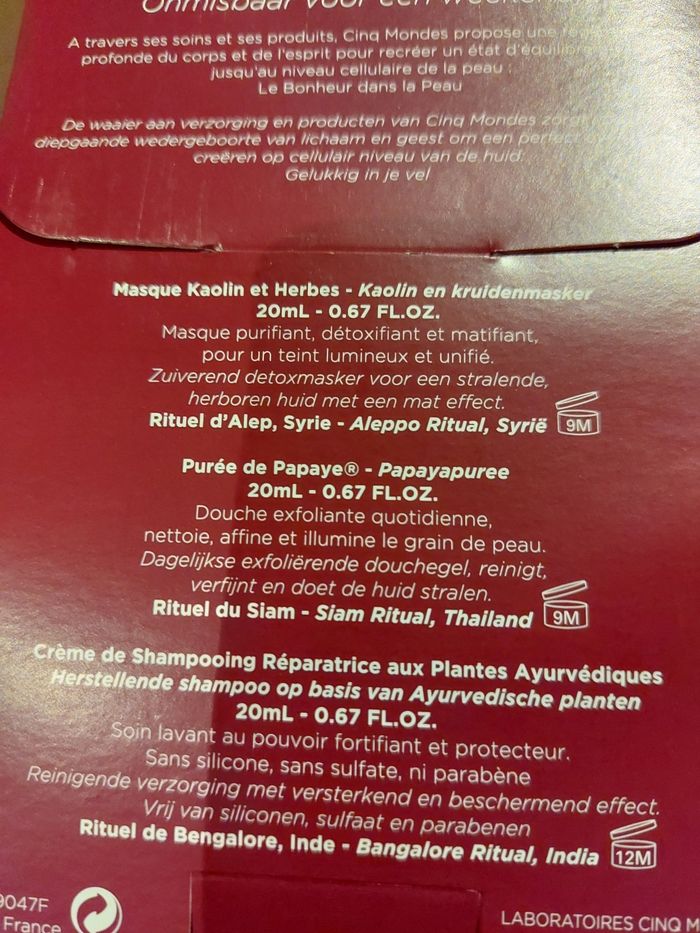 Onmisbaar voor een weekend
A travers ses soins et ses produits, Cinq Mondes propose une
profonde du corps et de l'esprit pour recréer un état d'équilibre
jusqu'au niveau cellulaire de la peau :
Le Bonheur dans la Peau
De waaier aan verzorging en producten van Cinq Mondes zorgt
diepgaande wedergeboorte van lichaam en geest om een perfect
creëren op cellulair niveau van de huid.
Gelukkig in je vel
Masque Kaolin et Herbes - Kaolin en kruidenmasker
20mL - 0.67 FL.OZ.
Masque purifiant, détoxifiant et matifiant,
pour un teint lumineux et unifié.
Zuiverend detoxmasker voor een stralende,
herboren huid met een mat effect.
Rituel d'Alep, Syrie - Aleppo Ritual, Syrië 9M
Purée de Papaye® - Papayapuree
20mL - 0.67 FL.OZ.
Douche exfoliante quotidienne,
nettoie, affine et illumine le grain de peau.
Dagelijkse exfoliërende douchegel, reinigt,
verfijnt en doet de huid stralen.
Rituel du Siam - Siam Ritual, Thailand 9M
Crème de Shampooing Réparatrice aux Plantes Ayurvédiques
Herstellende shampoo op basis van Ayurvedische planten
20mL - 0.67 FL.OZ.
Soin lavant au pouvoir fortifiant et protecteur.
Sans silicone, sans sulfate, ni parabène
Reinigende verzorging met versterkend en beschermend effect.
Vrij van siliconen, sulfaat en parabenen
Rituel de Bengalore, Inde - Bangalore Ritual, India 12M
9047F
France
LABORATOIRES CINQ M